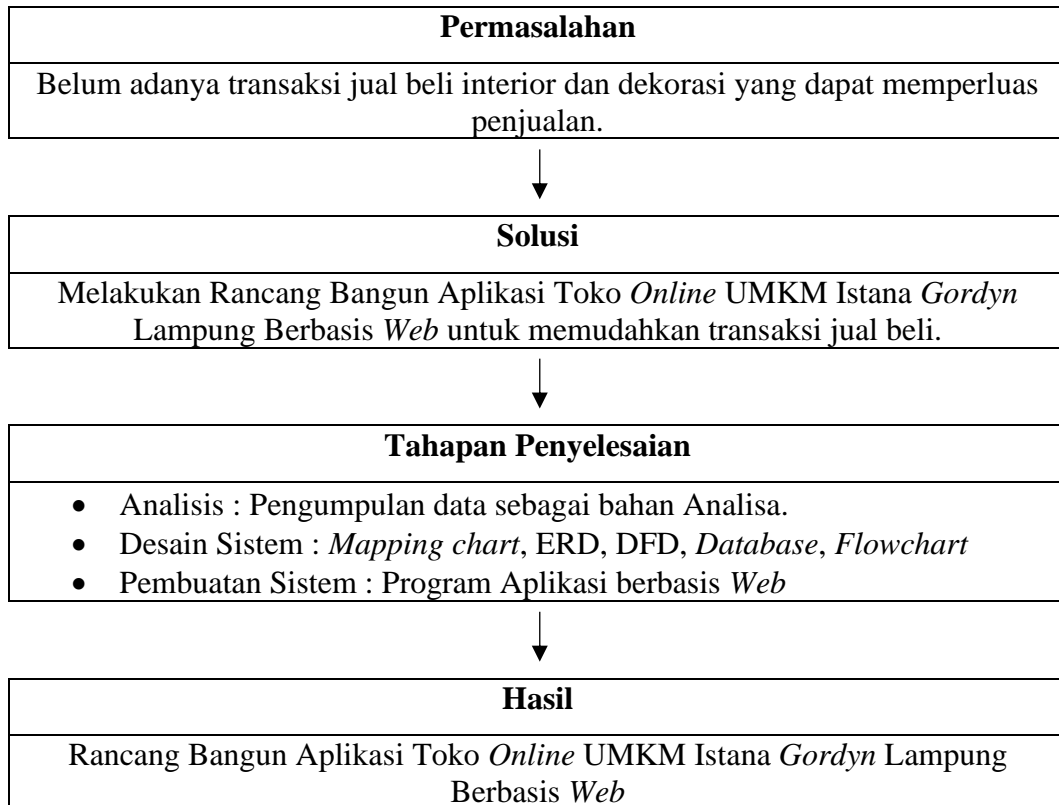 Permasalahan
Belum adanya transaksi jual beli interior dan dekorasi yang dapat memperluas
penjualan.
Solusi
Melakukan Rancang Bangun Aplikasi Toko Online UMKM Istana Gordyn
Lampung Berbasis Web untuk memudahkan transaksi jual beli.
Tahapan Penyelesaian
• Analisis : Pengumpulan data sebagai bahan Analisa.
• Desain Sistem : Mapping chart, ERD, DFD, Database, Flowchart
• Pembuatan Sistem : Program Aplikasi berbasis Web
Hasil
Rancang Bangun Aplikasi Toko Online UMKM Istana Gordyn Lampung
Berbasis Web